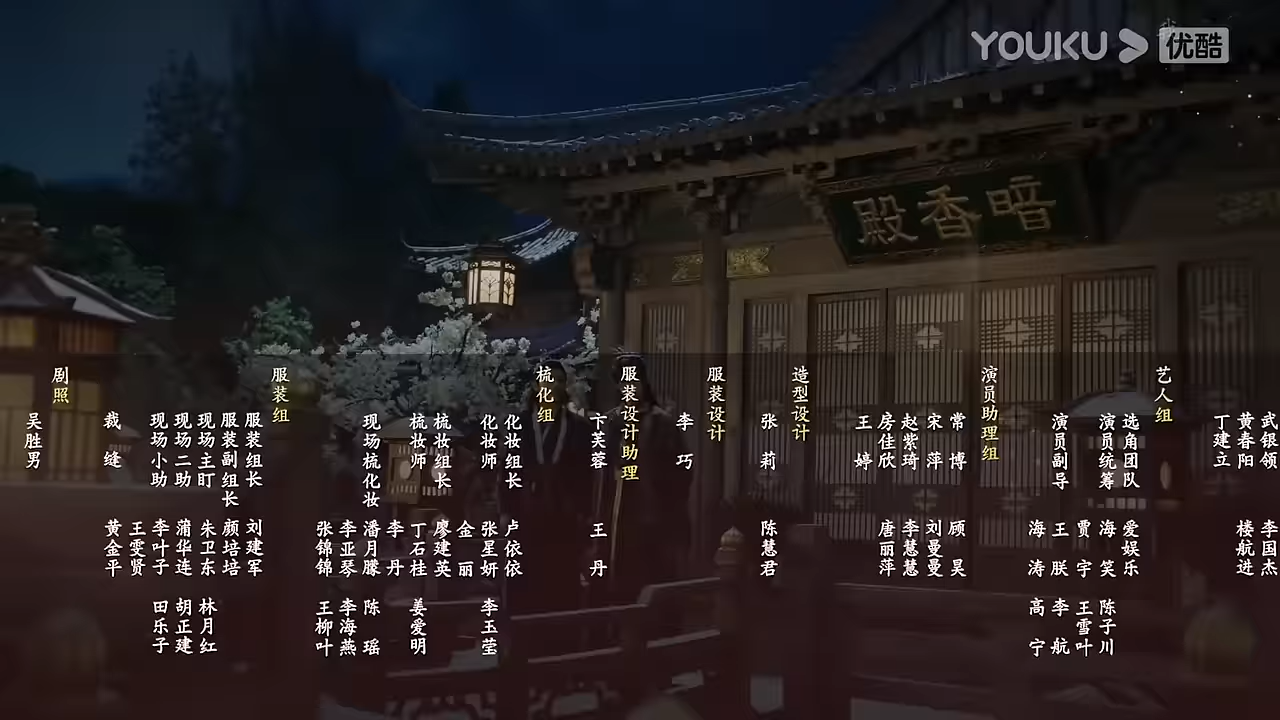 YOUKU 优酷
暗香殿
武银领 李国杰
黄春阳 楼航进
丁建立
艺人组
选角团队 爱娱乐
演员统筹 海笑 陈子川
贾宇 王雪叶
演员副导 王朕 李航
海涛 高宁
演员助理组
常博 顾昊
宋萍 刘曼曼
赵紫琦 李慧慧
房佳欣 唐丽萍
王婷
造型设计
张莉 陈慧君
服装设计
李巧
服装设计助理
卞芙蓉 王丹
梳化组
化妆组长 卢依依
化妆师 张星妍 李玉莹
金丽
梳妆组长 廖建英
梳妆师 丁石桂 姜爱明
李丹
现场梳化妆 潘月朦 陈瑶
李亚琴 李海燕
张锦锦 王柳叶
服装组
服装组长 刘建军
服装副组长 颜培培
现场主盯 朱卫东 林月红
现场二助 蒲华连 胡正建
现场小助 李叶子 田乐子
王雯贤
裁缝 黄金平
剧照
吴胜男